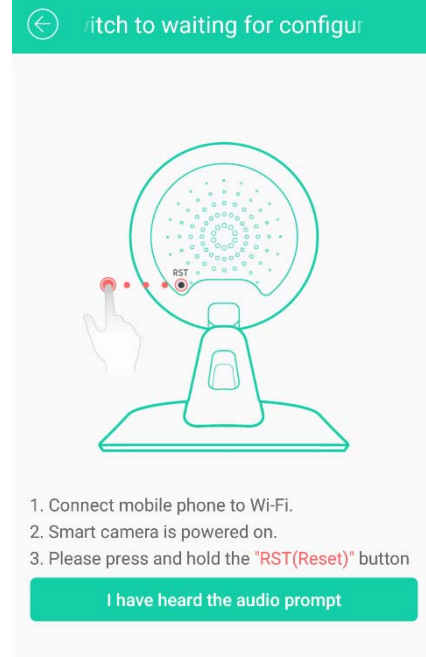 itch to waiting for configur
RST
1. Connect mobile phone to Wi-Fi.
2. Smart camera is powered on.
3. Please press and hold the "RST(Reset)" button
I have heard the audio prompt